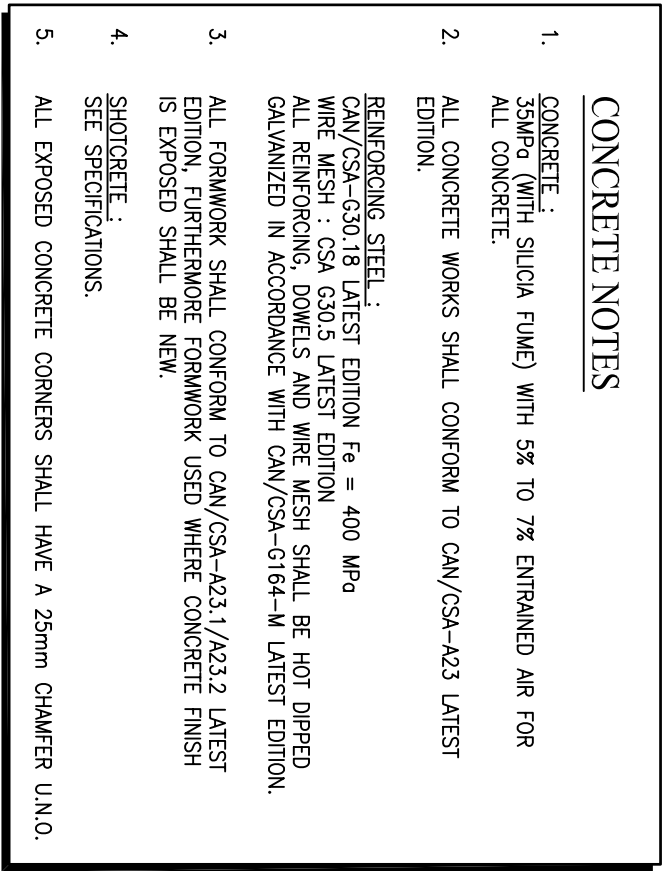 CONCRETE NOTES
1. CONCRETE :
35MPa (WITH SILICIA FUME) WITH 5% TO 7% ENTRAINED AIR FOR
ALL CONCRETE.
2. ALL CONCRETE WORKS SHALL CONFORM TO CAN/CSA-A23 LATEST
EDITION.
REINFORCING STEEL :
CAN/CSA-G30.18 LATEST EDITION Fe = 400 MPa
WIRE MESH : CSA G30.5 LATEST EDITION
ALL REINFORCING, DOWELS AND WIRE MESH SHALL BE HOT DIPPED
GALVANIZED IN ACCORDANCE WITH CAN/CSA-G164-M LATEST EDITION.
3. ALL FORMWORK SHALL CONFORM TO CAN/CSA-A23.1/A23.2 LATEST
EDITION, FURTHERMORE FORMWORK USED WHERE CONCRETE FINISH
IS EXPOSED SHALL BE NEW.
4. SHOTCRETE :
SEE SPECIFICATIONS.
5. ALL EXPOSED CONCRETE CORNERS SHALL HAVE A 25mm CHAMFER U.N.O.